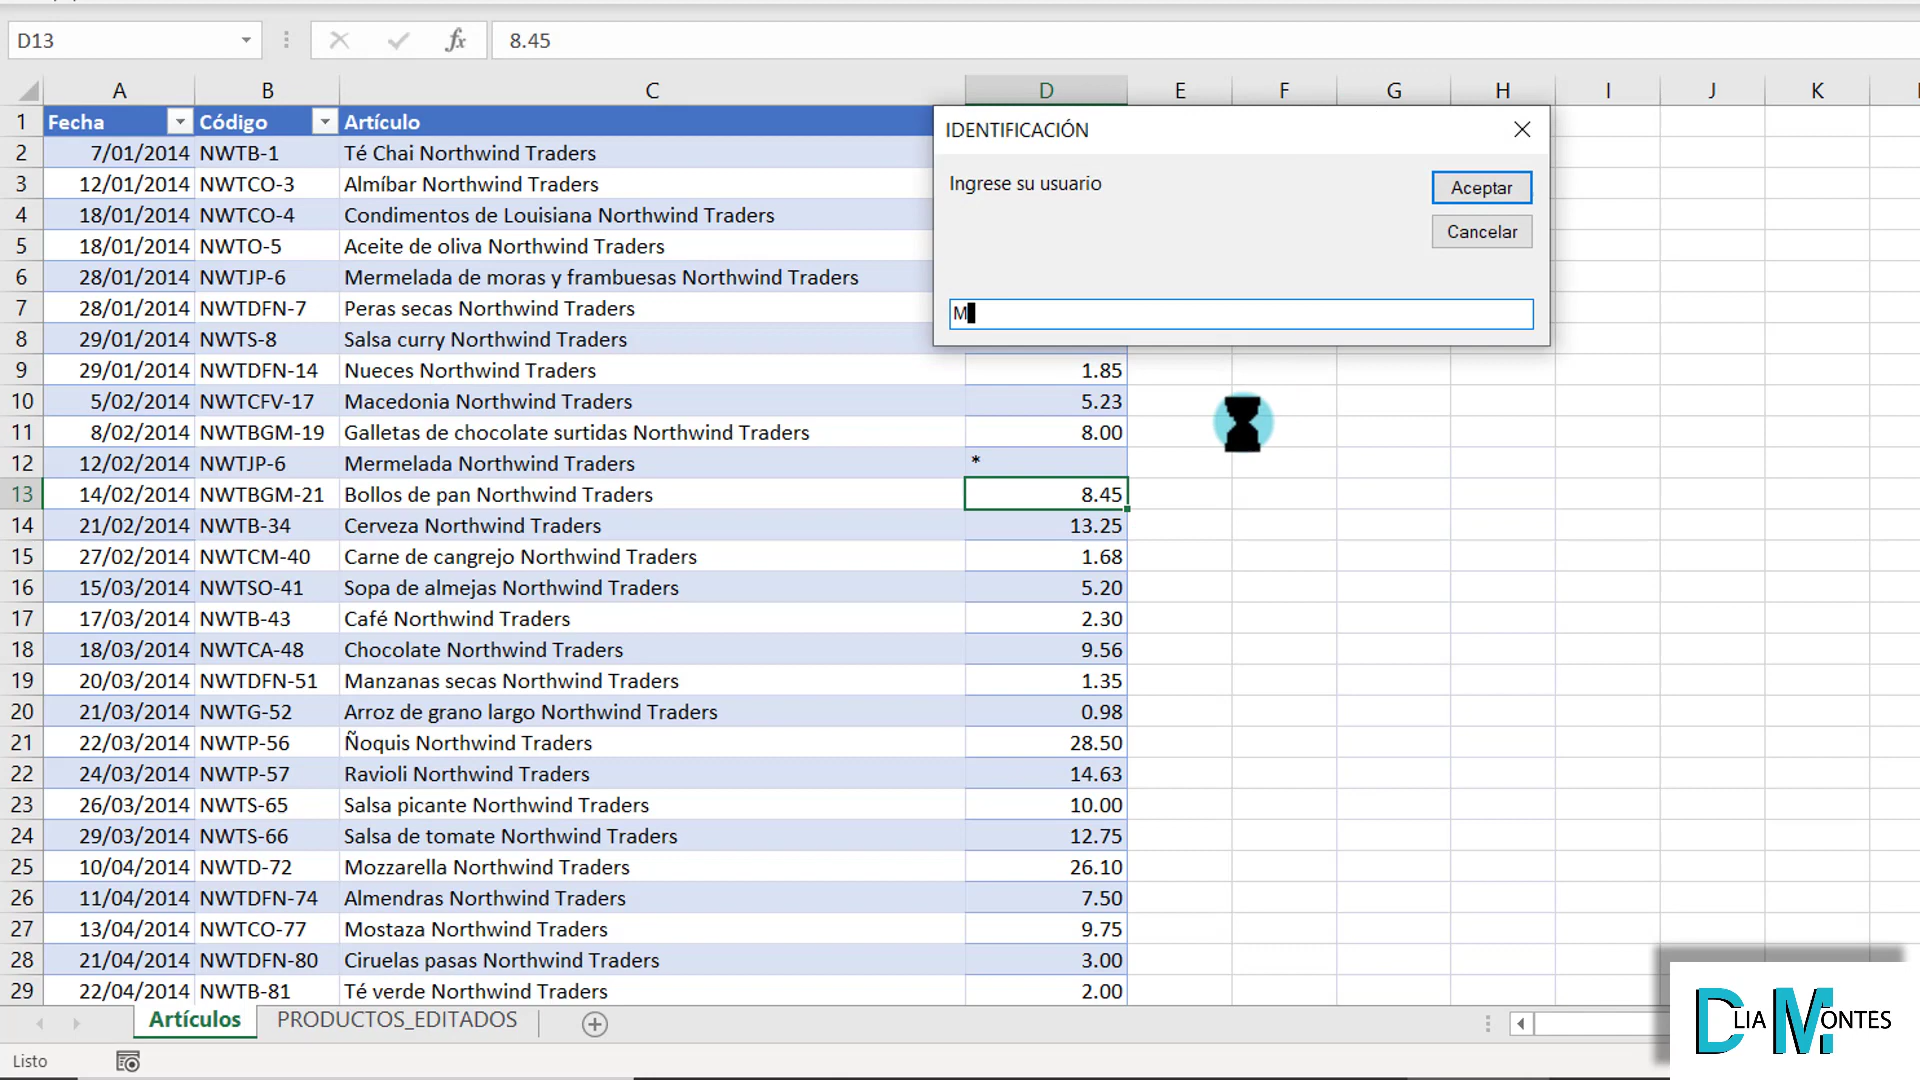 D13 fx 8.45
A B C D E F G H I J K
1 Fecha Código Artículo
2 7/01/2014 NWTB-1 Té Chai Northwind Traders
3 12/01/2014 NWTCO-3 Almíbar Northwind Traders
4 18/01/2014 NWTCO-4 Condimentos de Louisiana Northwind Traders
5 18/01/2014 NWTO-5 Aceite de oliva Northwind Traders
6 28/01/2014 NWTJP-6 Mermelada de moras y frambuesas Northwind Traders
7 28/01/2014 NWTDFN-7 Peras secas Northwind Traders
8 29/01/2014 NWTS-8 Salsa curry Northwind Traders
9 29/01/2014 NWTDFN-14 Nueces Northwind Traders 1.85
10 5/02/2014 NWTCFV-17 Macedonia Northwind Traders 5.23
11 8/02/2014 NWTBGM-19 Galletas de chocolate surtidas Northwind Traders 8.00
12 12/02/2014 NWTJP-6 Mermelada Northwind Traders *
13 14/02/2014 NWTBGM-21 Bollos de pan Northwind Traders 8.45
14 21/02/2014 NWTB-34 Cerveza Northwind Traders 13.25
15 27/02/2014 NWTCM-40 Carne de cangrejo Northwind Traders 1.68
16 15/03/2014 NWTSO-41 Sopa de almejas Northwind Traders 5.20
17 17/03/2014 NWTB-43 Café Northwind Traders 2.30
18 18/03/2014 NWTCA-48 Chocolate Northwind Traders 9.56
19 20/03/2014 NWTDFN-51 Manzanas secas Northwind Traders 1.35
20 21/03/2014 NWTG-52 Arroz de grano largo Northwind Traders 0.98
21 22/03/2014 NWTP-56 Ñoquis Northwind Traders 28.50
22 24/03/2014 NWTP-57 Ravioli Northwind Traders 14.63
23 26/03/2014 NWTS-65 Salsa picante Northwind Traders 10.00
24 29/03/2014 NWTS-66 Salsa de tomate Northwind Traders 12.75
25 10/04/2014 NWTD-72 Mozzarella Northwind Traders 26.10
26 11/04/2014 NWTDFN-74 Almendras Northwind Traders 7.50
27 13/04/2014 NWTCO-77 Mostaza Northwind Traders 9.75
28 21/04/2014 NWTDFN-80 Ciruelas pasas Northwind Traders 3.00
29 22/04/2014 NWTB-81 Té verde Northwind Traders 2.00
IDENTIFICACIÓN
Ingrese su usuario
Aceptar
Cancelar
M
Artículos PRODUCTOS_EDITADOS
Listo
DLIA MONTES